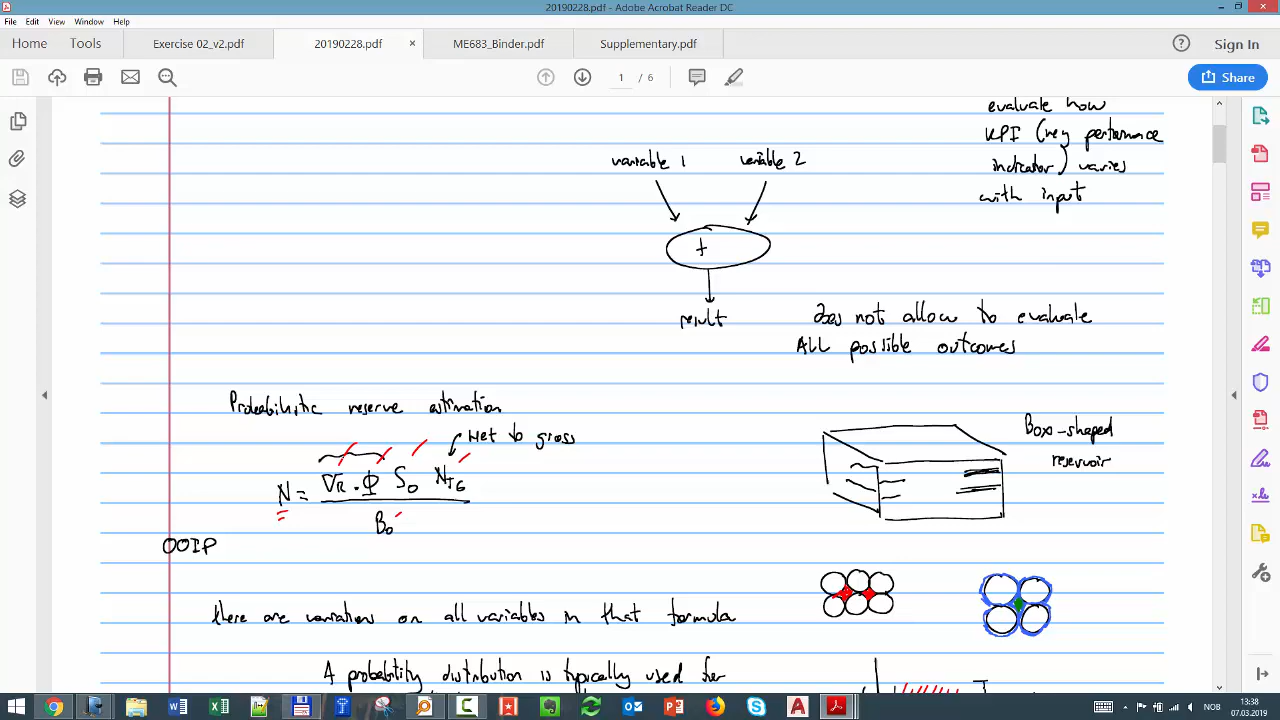 20190228.pdf - Adobe Acrobat Reader DC
File Edit View Window Help
Home Tools Exercise 02_v2.pdf 20190228.pdf × ME683_Binder.pdf Supplementary.pdf Sign In
1 / 6 Share
evaluate how
KPI (key performance
indicator) varies
with input
variable 1 variable 2
+
result
Does not allow to evaluate
ALL possible outcomes
Probabilistic reserve estimation
Net to gross
N = VR . Φ So NTG
Bo
OOIP
Box-shaped
reservoir
there are variations on all variables in that formula
A probability distribution is typically used for
NOB
13:38
07.03.2019